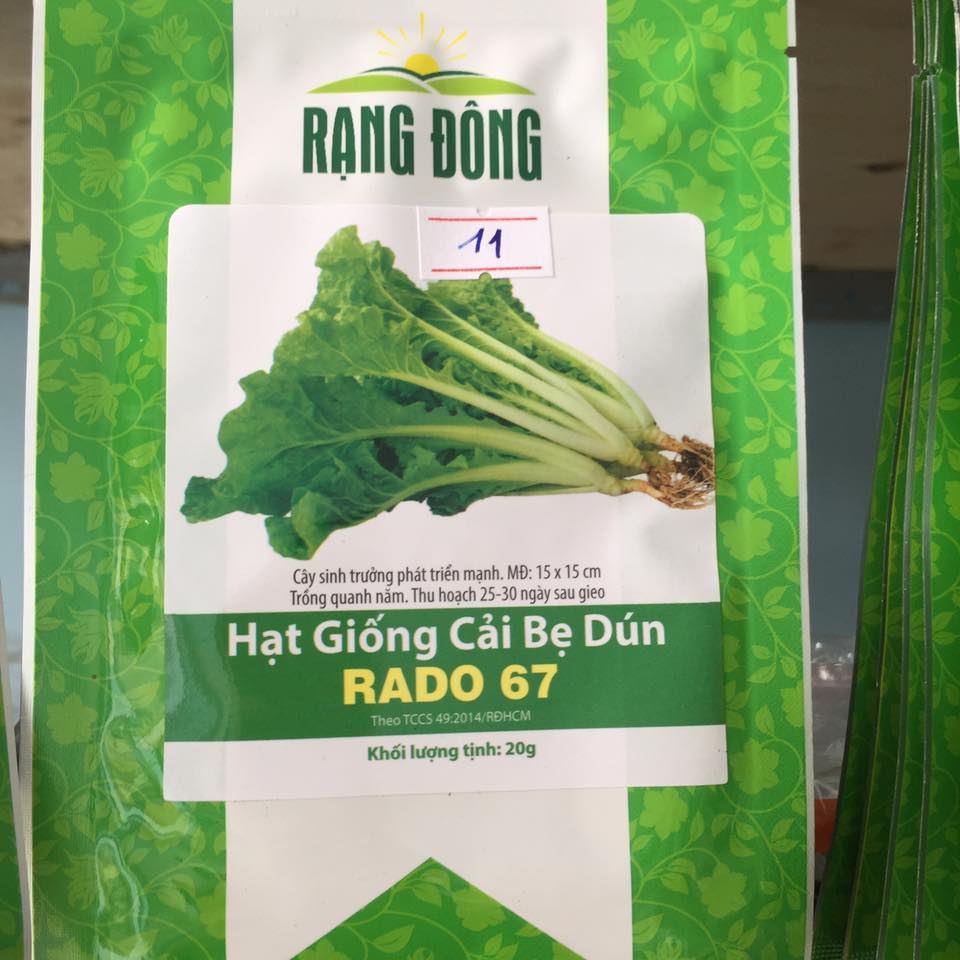 RẠNG ĐÔNG
11
Cây sinh trưởng phát triển mạnh. MĐ: 15 x 15 cm
Trồng quanh năm. Thu hoạch 25-30 ngày sau gieo
Hạt Giống Cải Bẹ Dún
RADO 67
Theo TCCS 49:2014/RĐHCM
Khối lượng tịnh: 20g